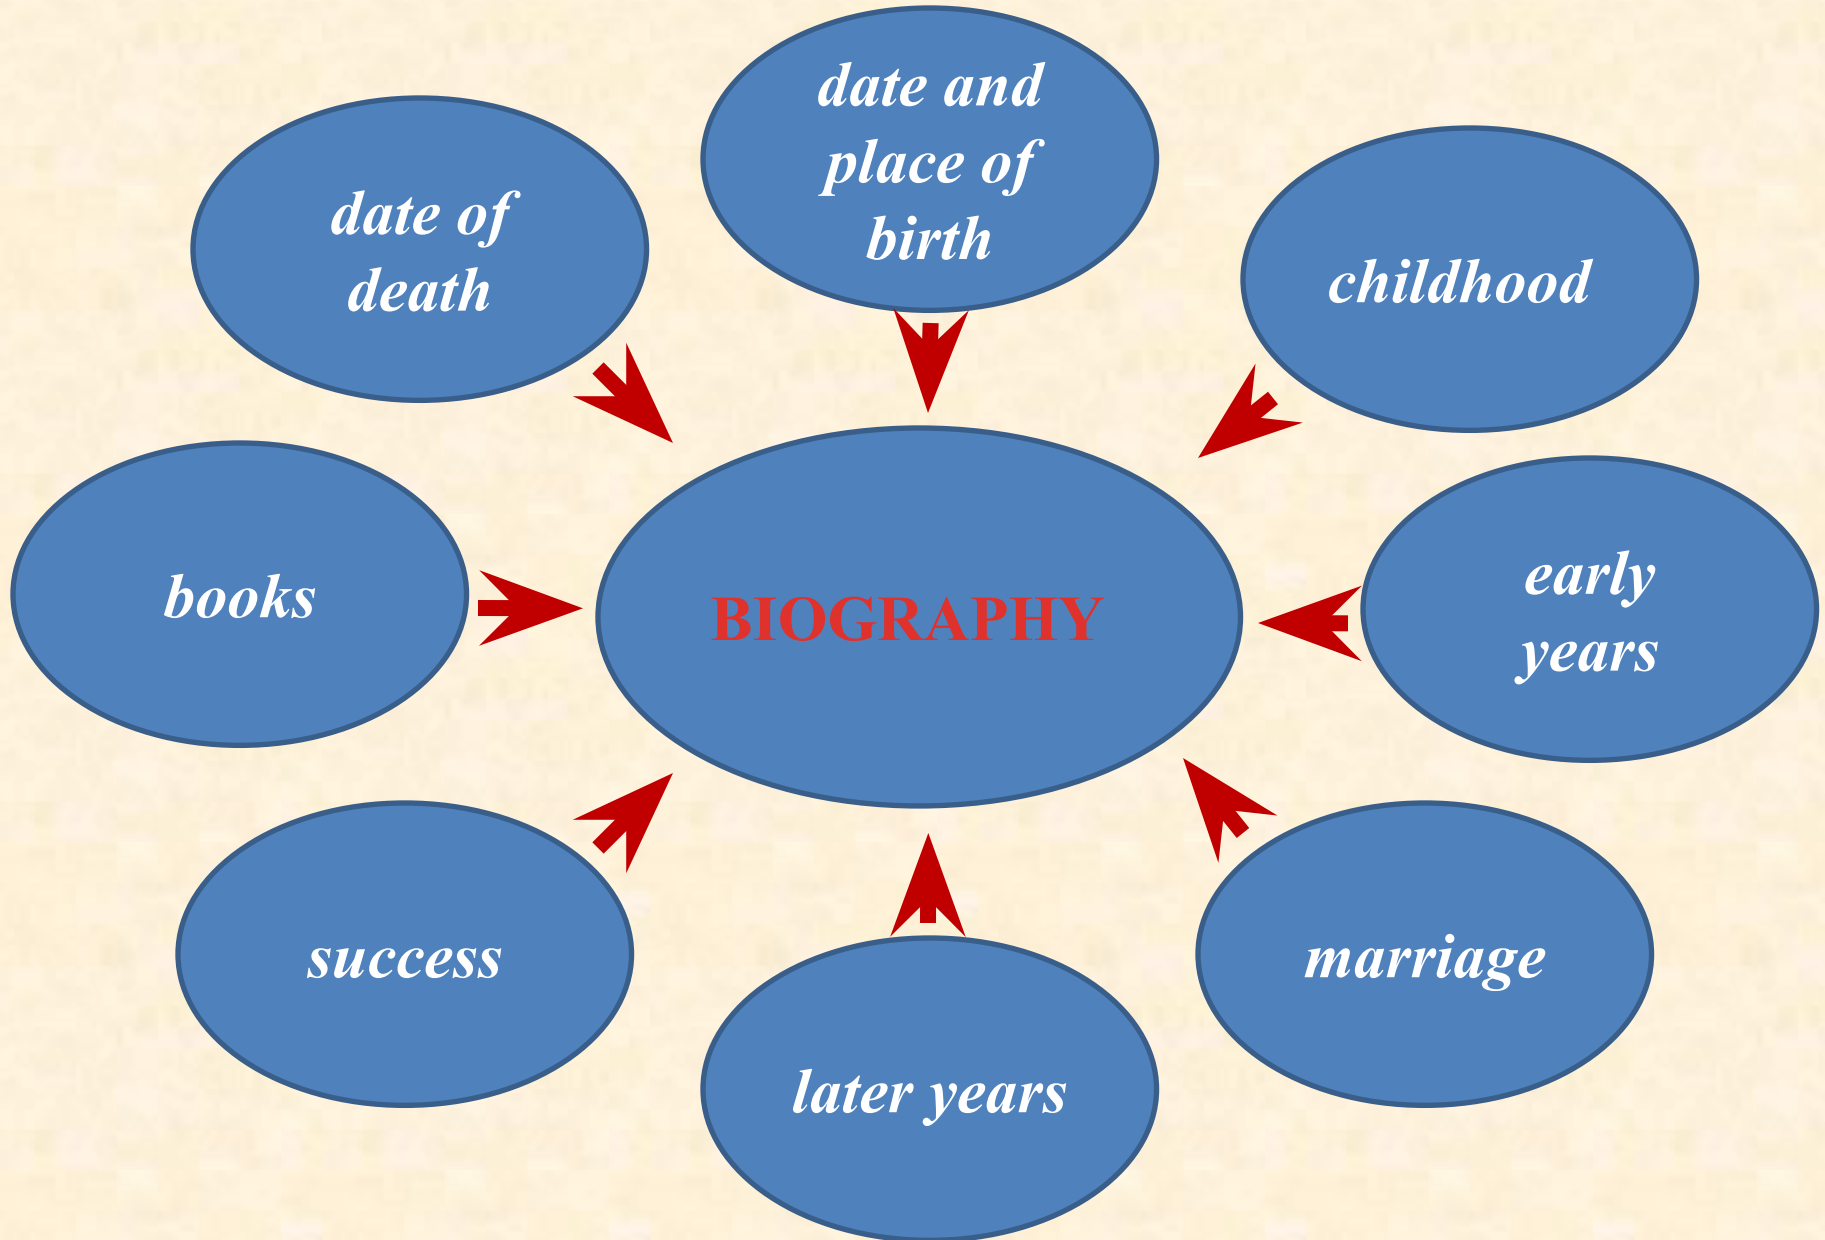 date and
place of
birth
date of
death
childhood
books
BIOGRAPHY
early
years
success
marriage
later years